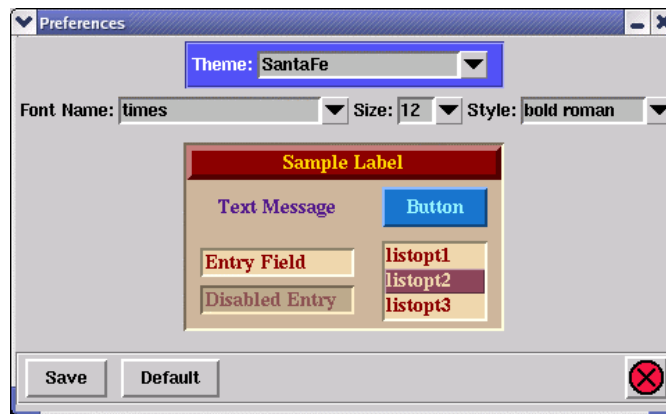 Preferences
Theme: SantaFe
Font Name: times Size: 12 Style: bold roman
Sample Label
Text Message Button
Entry Field
Disabled Entry
listopt1
listopt2
listopt3
Save Default